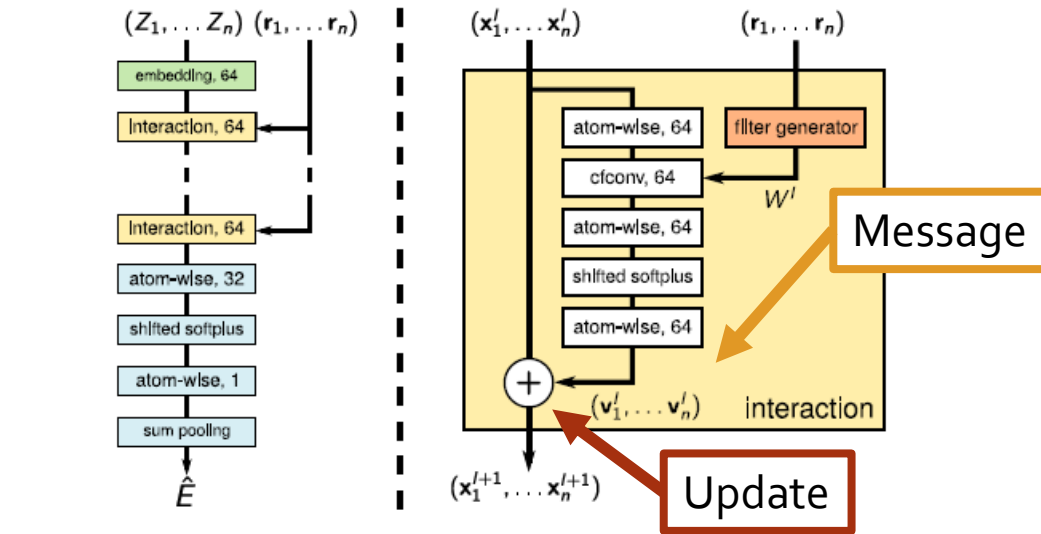 (Z₁, . . . Zₙ) (r₁, . . . rₙ)
embedding, 64
Interaction, 64
Interaction, 64
atom-wise, 32
shifted softplus
atom-wise, 1
sum pooling
Ê
(x₁ˡ, . . . xₙˡ) (r₁, . . . rₙ)
atom-wise, 64
filter generator
cfconv, 64
Wˡ
atom-wise, 64
shifted softplus
atom-wise, 64
+
(v₁ˡ, . . . vₙˡ)
interaction
(x₁ˡ⁺¹, . . . xₙˡ⁺¹)
Message
Update